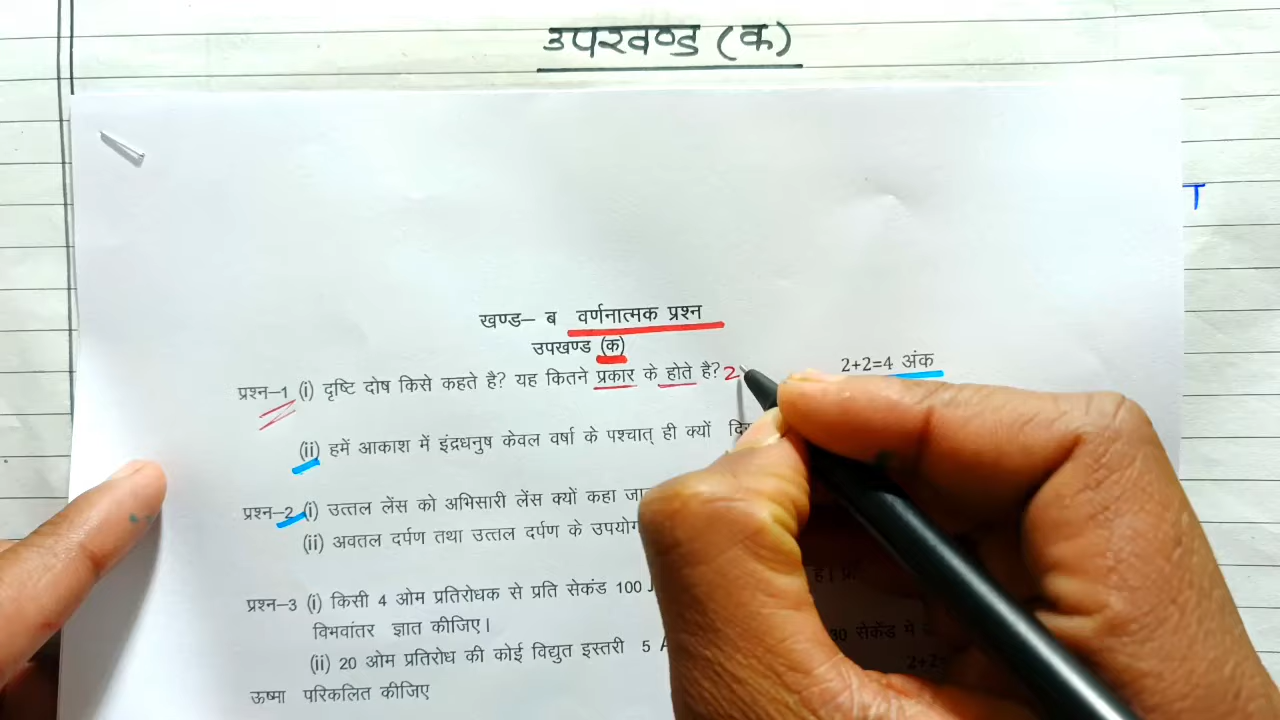 उपखण्ड (क)
खण्ड– ब वर्णनात्मक प्रश्न
उपखण्ड (क)
प्रश्न–1 (i) दृष्टि दोष किसे कहते है? यह कितने प्रकार के होते है? 2 2+2=4 अंक
(ii) हमें आकाश में इंद्रधनुष केवल वर्षा के पश्चात् ही क्यों
प्रश्न–2 (i) उत्तल लेंस को अभिसारी लेंस क्यों कहा
(ii) अवतल दर्पण तथा उत्तल दर्पण के उपयोग
प्रश्न–3 (i) किसी 4 ओम प्रतिरोधक से प्रति सेकंड 100
विभवांतर ज्ञात कीजिए।
(ii) 20 ओम प्रतिरोध की कोई विद्युत इस्तरी 5 30 सेकेंड में
ऊष्मा परिकलित कीजिए